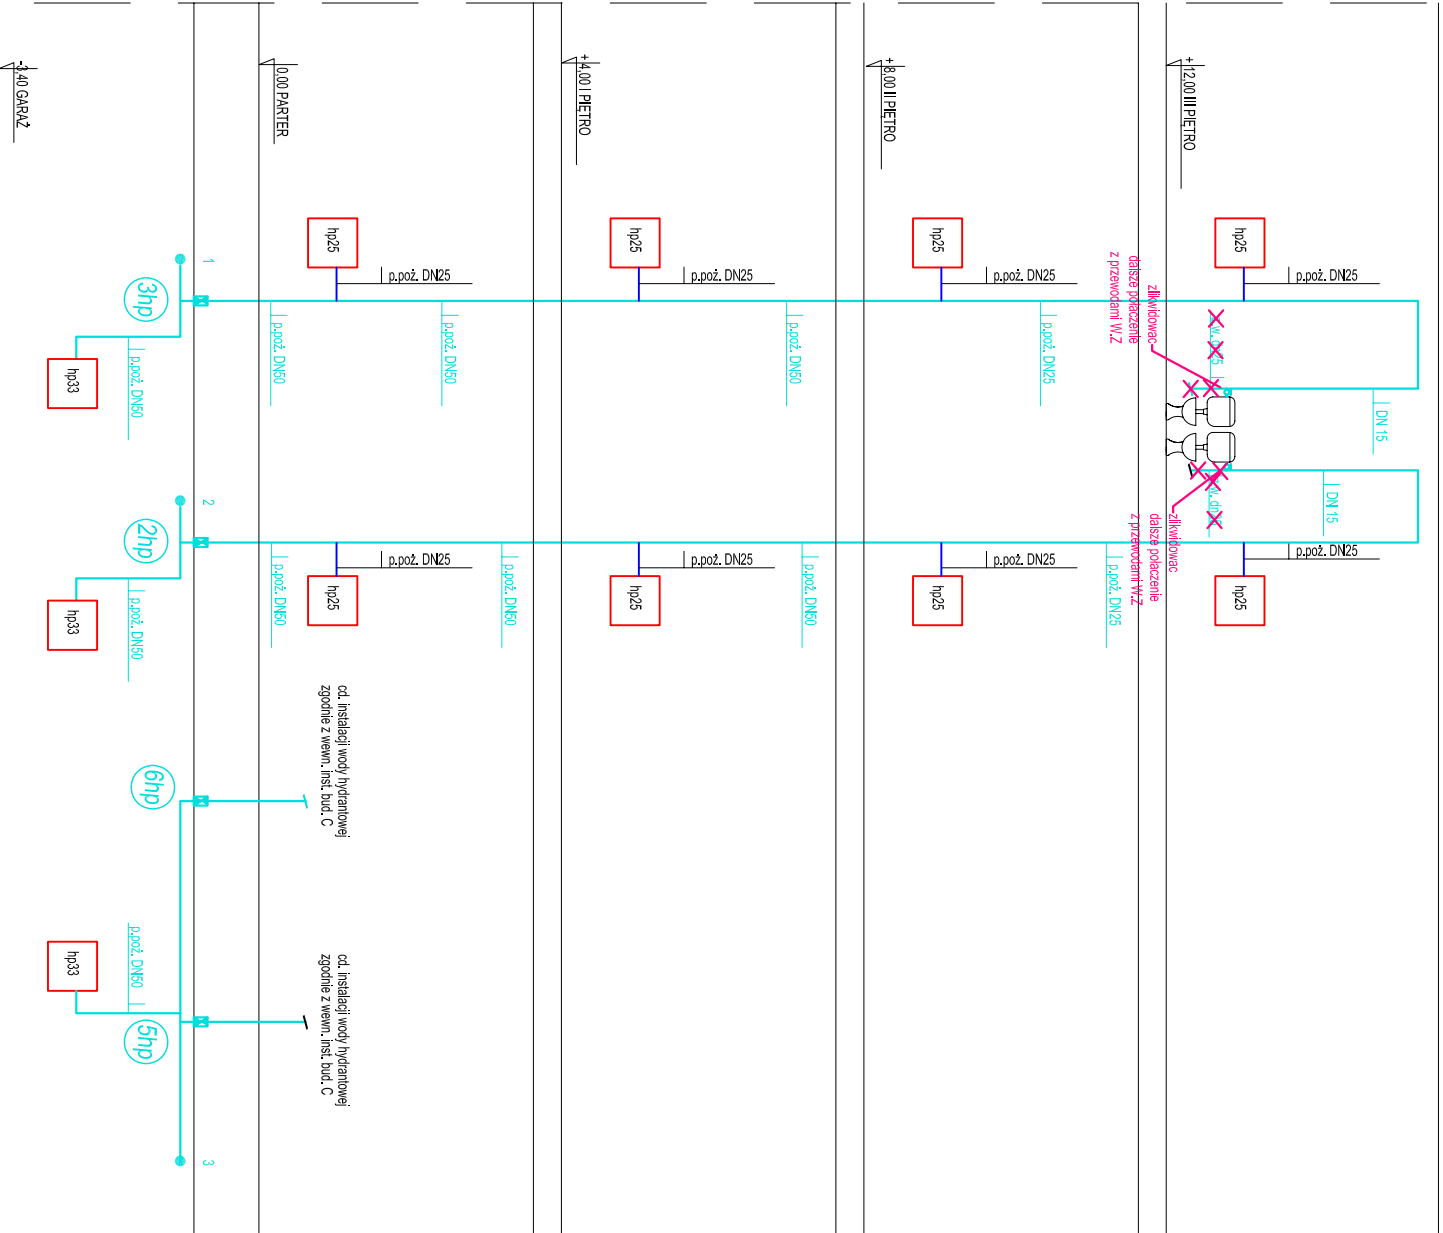 + 12,00 III PIĘTRO
hp25
p.poż. DN25
DN 15
DN 15
p.poż. DN25
hp25
zlikwidowac
dalsze połaczenie
z przewodami W.Z
zlikwidowac
dalsze połaczenie
z przewodami W.Z
+ 8,00 II PIĘTRO
hp25
p.poż. DN25
p.poż. DN25
p.poż. DN25
p.poż. DN25
hp25
+ 4,00 I PIĘTRO
hp25
p.poż. DN25
p.poż. DN50
p.poż. DN25
p.poż. DN50
hp25
0,00 PARTER
hp25
p.poż. DN25
p.poż. DN50
p.poż. DN50
p.poż. DN25
p.poż. DN50
p.poż. DN50
hp25
cd. instalacji wody hydrantowej
zgodnie z wewn. inst. bud. C
cd. instalacji wody hydrantowej
zgodnie z wewn. inst. bud. C
-3,40 GARAŻ
1
3hp
p.poż. DN50
hp33
2
2hp
p.poż. DN50
hp33
6hp
p.poż. DN50
hp33
5hp
3